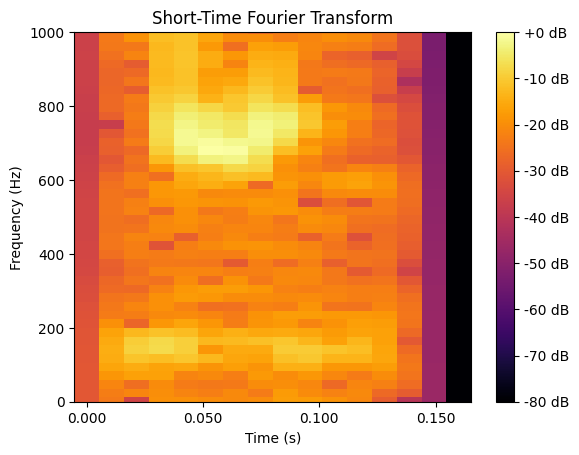 Short-Time Fourier Transform
1000
800
600
400
200
0
Frequency (Hz)
0.000
0.050
0.100
0.150
Time (s)
+0 dB
-10 dB
-20 dB
-30 dB
-40 dB
-50 dB
-60 dB
-70 dB
-80 dB